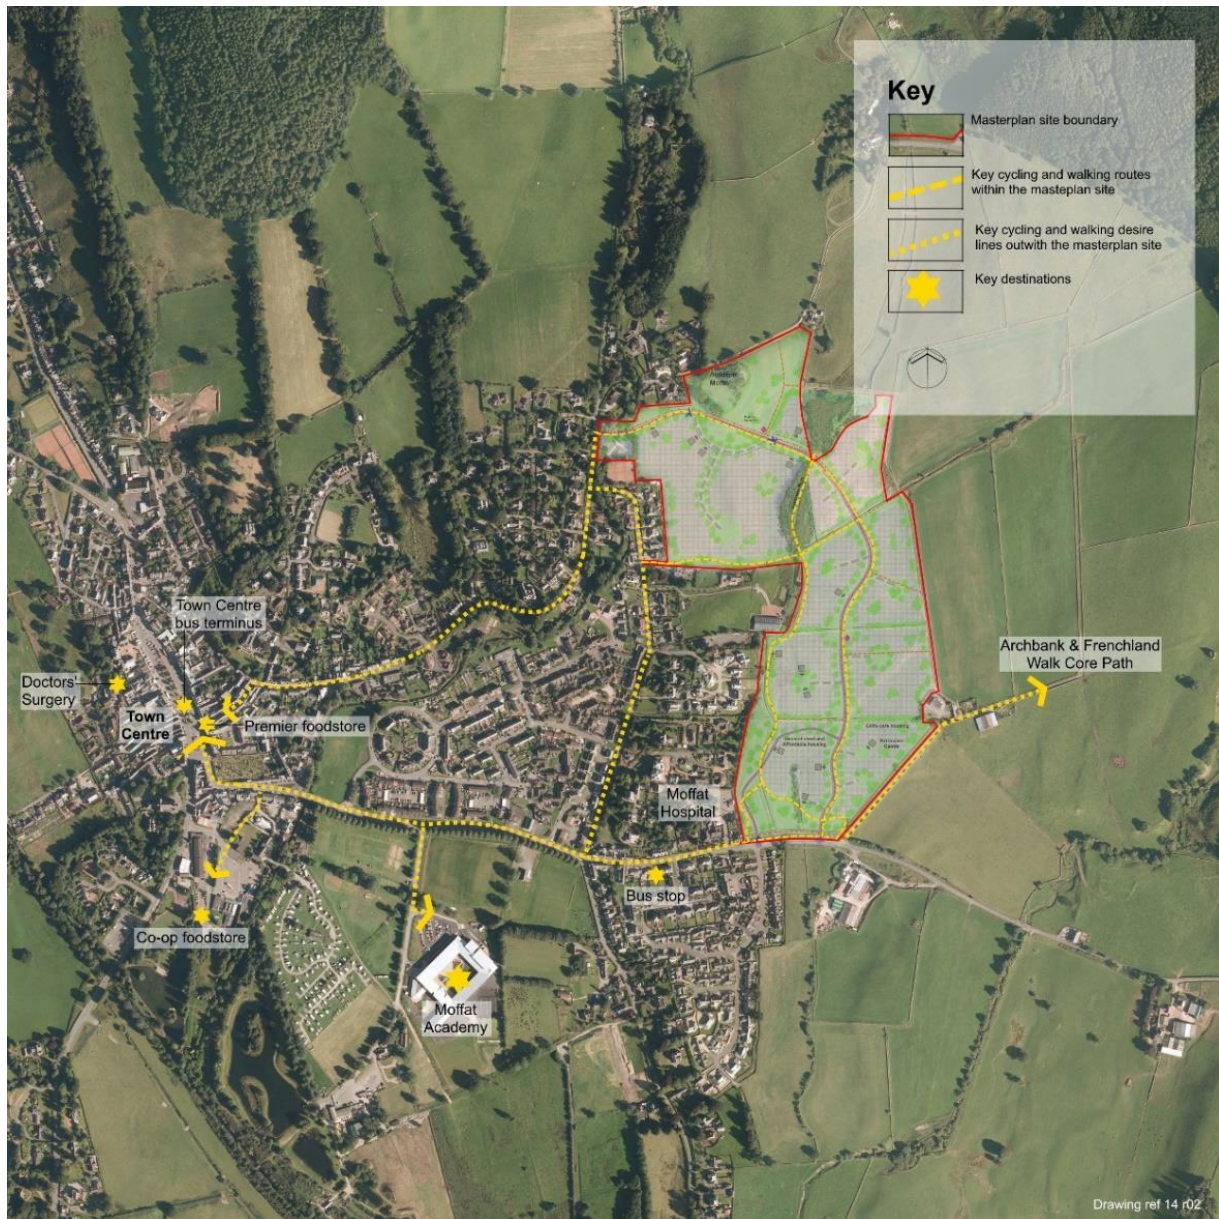 Key
Masterplan site boundary
Key cycling and walking routes
within the masteplan site
Key cycling and walking desire
lines outwith the masterplan site
Key destinations
Town Centre
bus terminus
Doctors'
Surgery
Town
Centre
Premier foodstore
Archbank & Frenchland
Walk Core Path
Moffat
Hospital
Bus stop
Co-op foodstore
Moffat
Academy
Drawing ref 14 r02